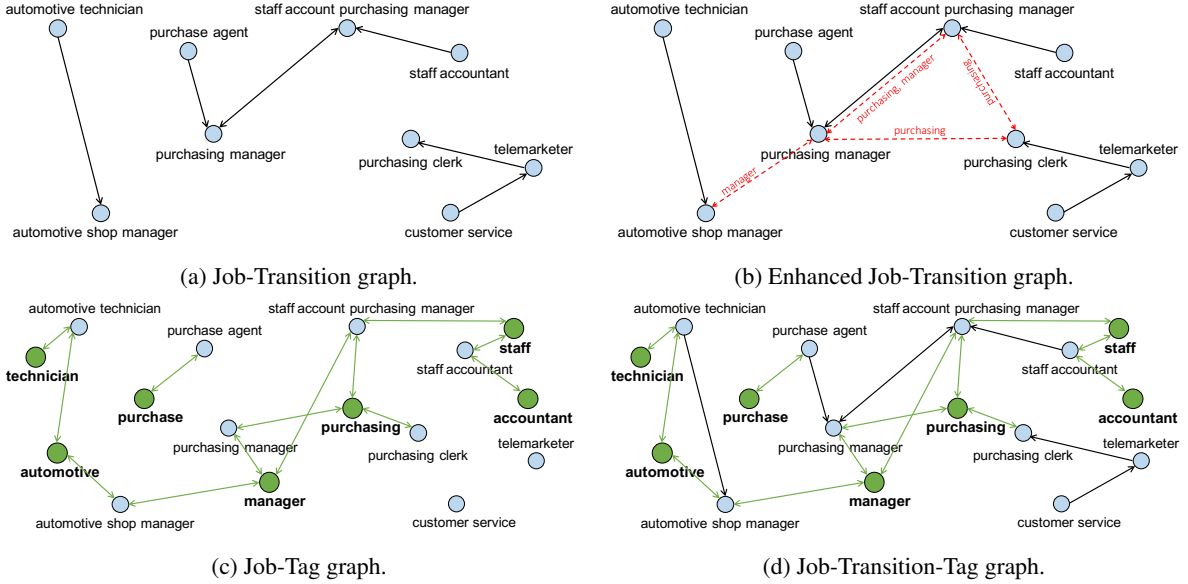 automotive technician
purchase agent
staff account purchasing manager
staff accountant
purchasing manager
purchasing clerk
telemarketer
automotive shop manager
customer service
(a) Job-Transition graph.
automotive technician
purchase agent
staff account purchasing manager
staff accountant
purchasing, manager
purchasing
purchasing
purchasing manager
purchasing clerk
telemarketer
manager
automotive shop manager
customer service
(b) Enhanced Job-Transition graph.
automotive technician
purchase agent
staff account purchasing manager
staff
technician
staff accountant
purchase
accountant
purchasing
purchasing manager
purchasing clerk
telemarketer
automotive
manager
automotive shop manager
customer service
(c) Job-Tag graph.
automotive technician
purchase agent
staff account purchasing manager
staff
technician
staff accountant
purchase
accountant
purchasing
purchasing manager
purchasing clerk
telemarketer
automotive
manager
automotive shop manager
customer service
(d) Job-Transition-Tag graph.